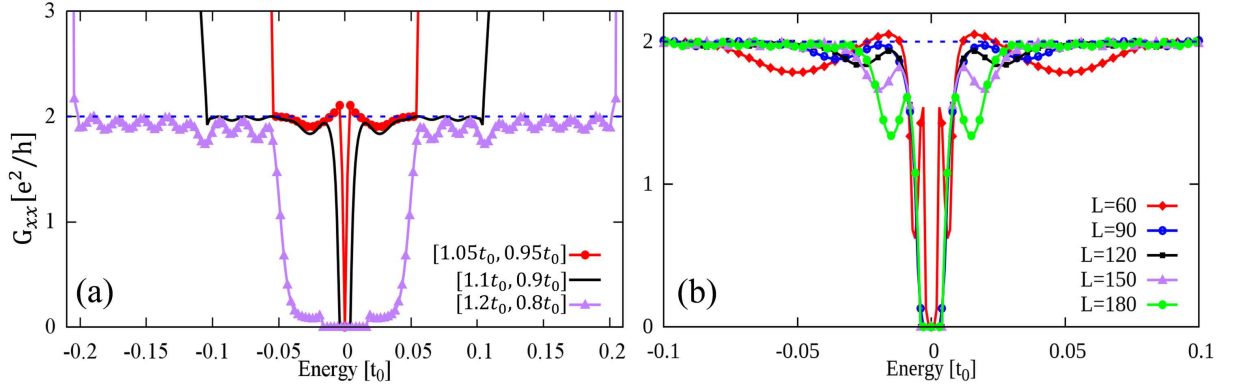 3
2
1
0
G_xx [e²/h]
(a)
[1.05t₀, 0.95t₀]
[1.1t₀, 0.9t₀]
[1.2t₀, 0.8t₀]
-0.2 -0.15 -0.1 -0.05 0 0.05 0.1 0.15 0.2
Energy [t₀]
2
1
0
(b)
L=60
L=90
L=120
L=150
L=180
-0.1 -0.05 0 0.05 0.1
Energy [t₀]